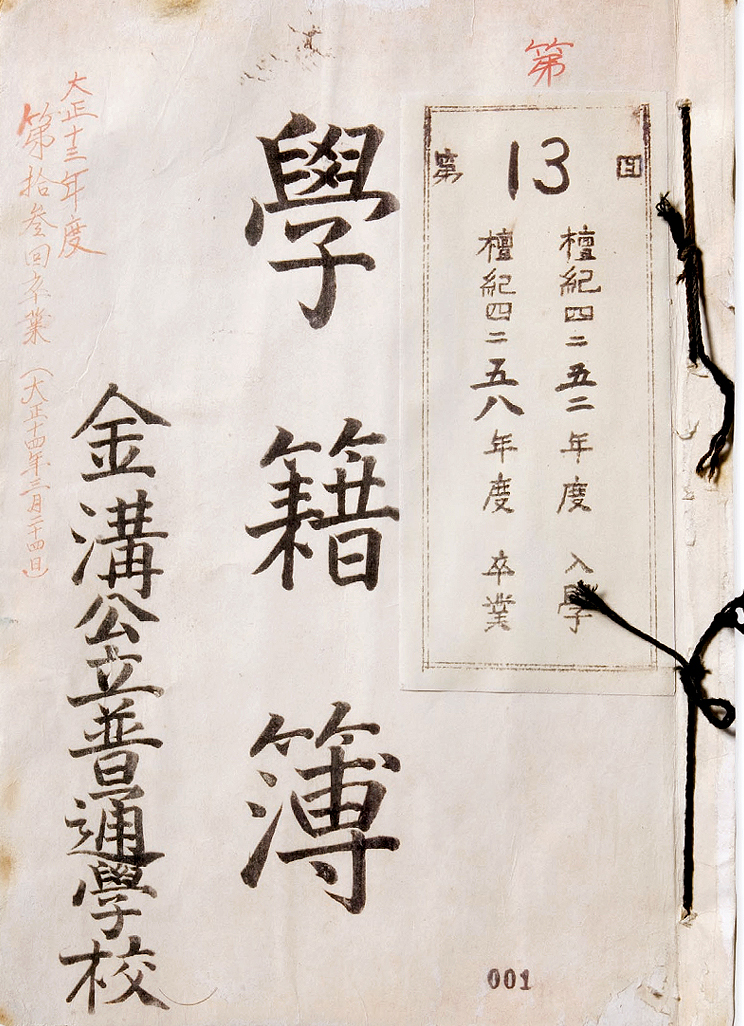 第
第 13 回
檀紀四二五二年度 入學
檀紀四二五八年度 卒業
學籍簿
大正十三年度
第拾參回卒業(大正十四年三月二十四日)
金溝公立普通學校
001